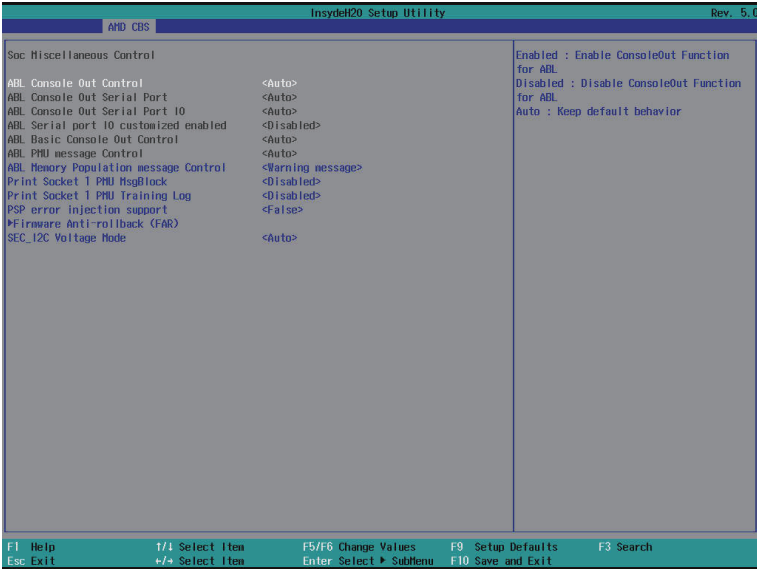 InsydeH20 Setup Utility Rev. 5.0
AMD CBS
Soc Miscellaneous Control
ABL Console Out Control <Auto>
ABL Console Out Serial Port <Auto>
ABL Console Out Serial Port IO <Auto>
ABL Serial port IO customized enabled <Disabled>
ABL Basic Console Out Control <Auto>
ABL PMU message Control <Auto>
ABL Memory Population message Control <Warning message>
Print Socket 1 PMU MsgBlock <Disabled>
Print Socket 1 PMU Training Log <Disabled>
PSP error injection support <False>
▶Firmware Anti-rollback (FAR)
SEC_I2C Voltage Mode <Auto>
Enabled : Enable ConsoleOut Function
for ABL
Disabled : Disable ConsoleOut Function
for ABL
Auto : Keep default behavior
F1 Help ↑/↓ Select Item F5/F6 Change Values F9 Setup Defaults F3 Search
Esc Exit ←/→ Select Item Enter Select ▶ SubMenu F10 Save and Exit